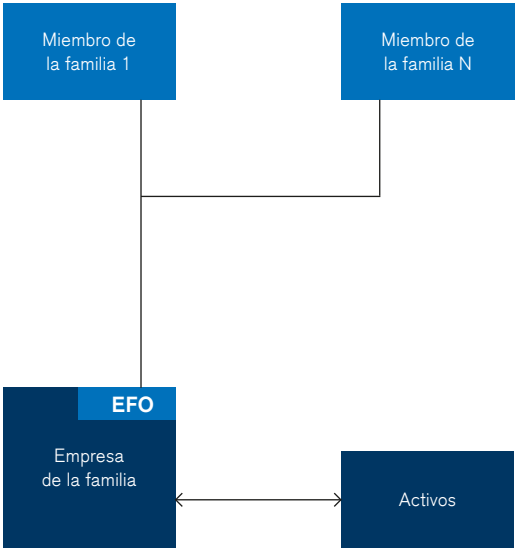 Miembro de
la familia 1
Miembro de
la familia N
EFO
Empresa
de la familia
Activos